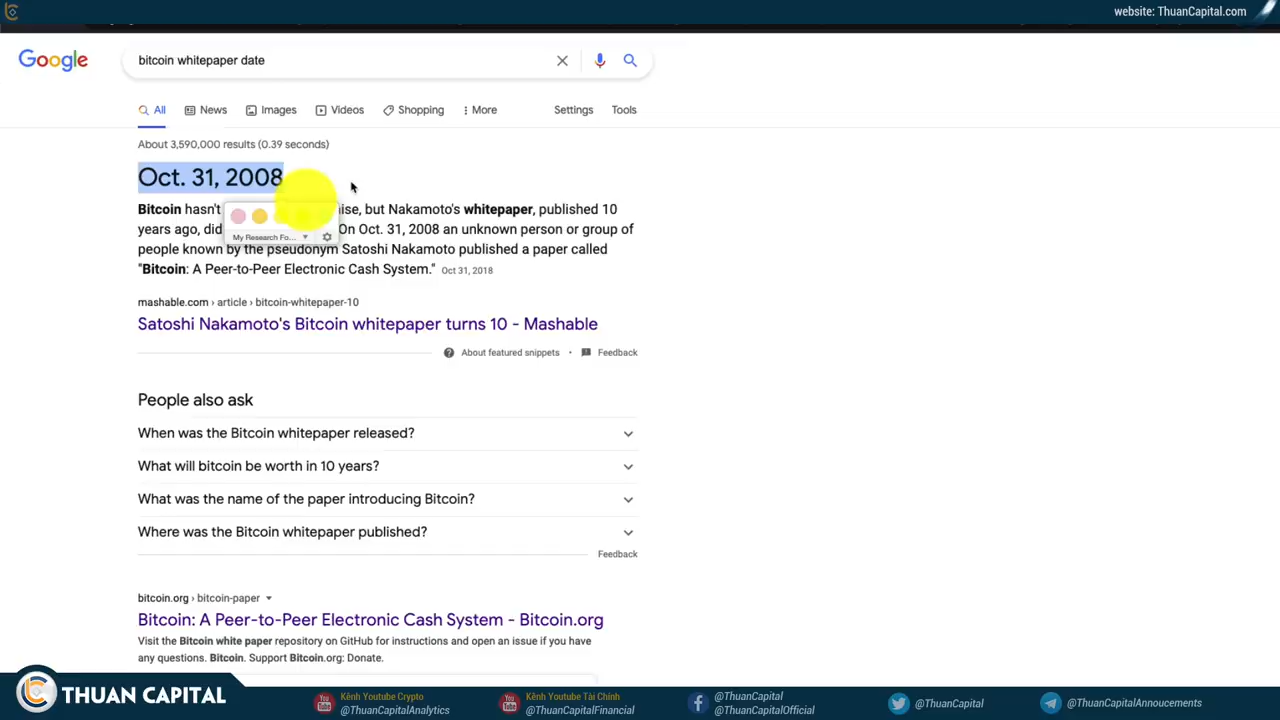 website: ThuanCapital.com
Google
bitcoin whitepaper date
All News Images Videos Shopping More Settings Tools
About 3,590,000 results (0.39 seconds)
Oct. 31, 2008
Bitcoin hasn't ise, but Nakamoto's whitepaper, published 10
years ago, did On Oct. 31, 2008 an unknown person or group of
My Research Fo...
people known by the pseudonym Satoshi Nakamoto published a paper called
"Bitcoin: A Peer-to-Peer Electronic Cash System." Oct 31, 2018
mashable.com › article › bitcoin-whitepaper-10
Satoshi Nakamoto's Bitcoin whitepaper turns 10 - Mashable
About featured snippets • Feedback
People also ask
When was the Bitcoin whitepaper released?
What will bitcoin be worth in 10 years?
What was the name of the paper introducing Bitcoin?
Where was the Bitcoin whitepaper published?
Feedback
bitcoin.org › bitcoin-paper
Bitcoin: A Peer-to-Peer Electronic Cash System - Bitcoin.org
Visit the Bitcoin white paper repository on GitHub for instructions and open an issue if you have
any questions. Bitcoin. Support Bitcoin.org: Donate.
THUAN CAPITAL
You Tube
Kênh Youtube Crypto
@ThuanCapitalAnalytics
You Tube
Kênh Youtube Tài Chính
@ThuanCapitalFinancial
@ThuanCapital
@ThuanCapitalOfficial
@ThuanCapital
@ThuanCapitalAnnoucements